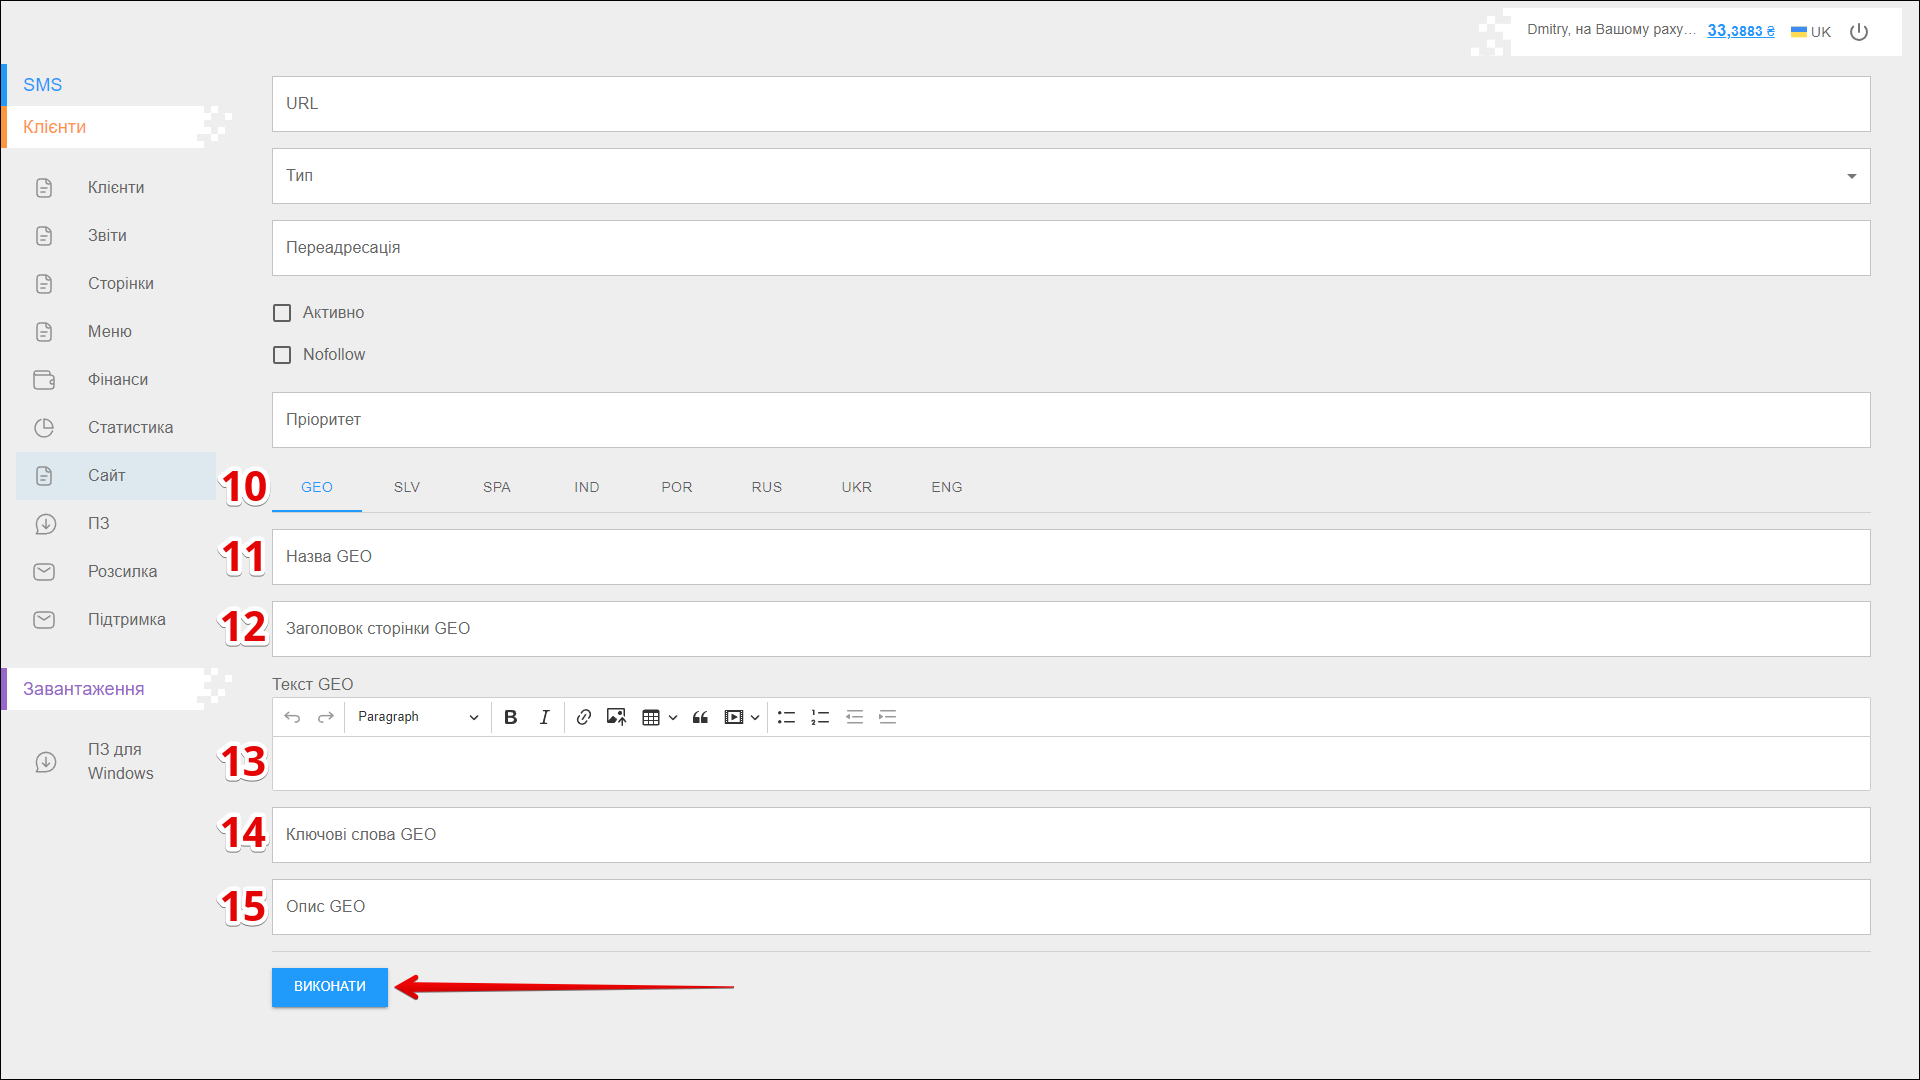 Dmitry, на Вашому раху... 33,3883 ₴ UK
SMS
Клієнти
Клієнти
Звіти
Сторінки
Меню
Фінанси
Статистика
Сайт
ПЗ
Розсилка
Підтримка
Завантаження
ПЗ для
Windows
URL
Тип
Переадресація
Активно
Nofollow
Пріоритет
10 GEO SLV SPA IND POR RUS UKR ENG
11 Назва GEO
12 Заголовок сторінки GEO
Текст GEO
Paragraph B I
13
14 Ключові слова GEO
15 Опис GEO
ВИКОНАТИ